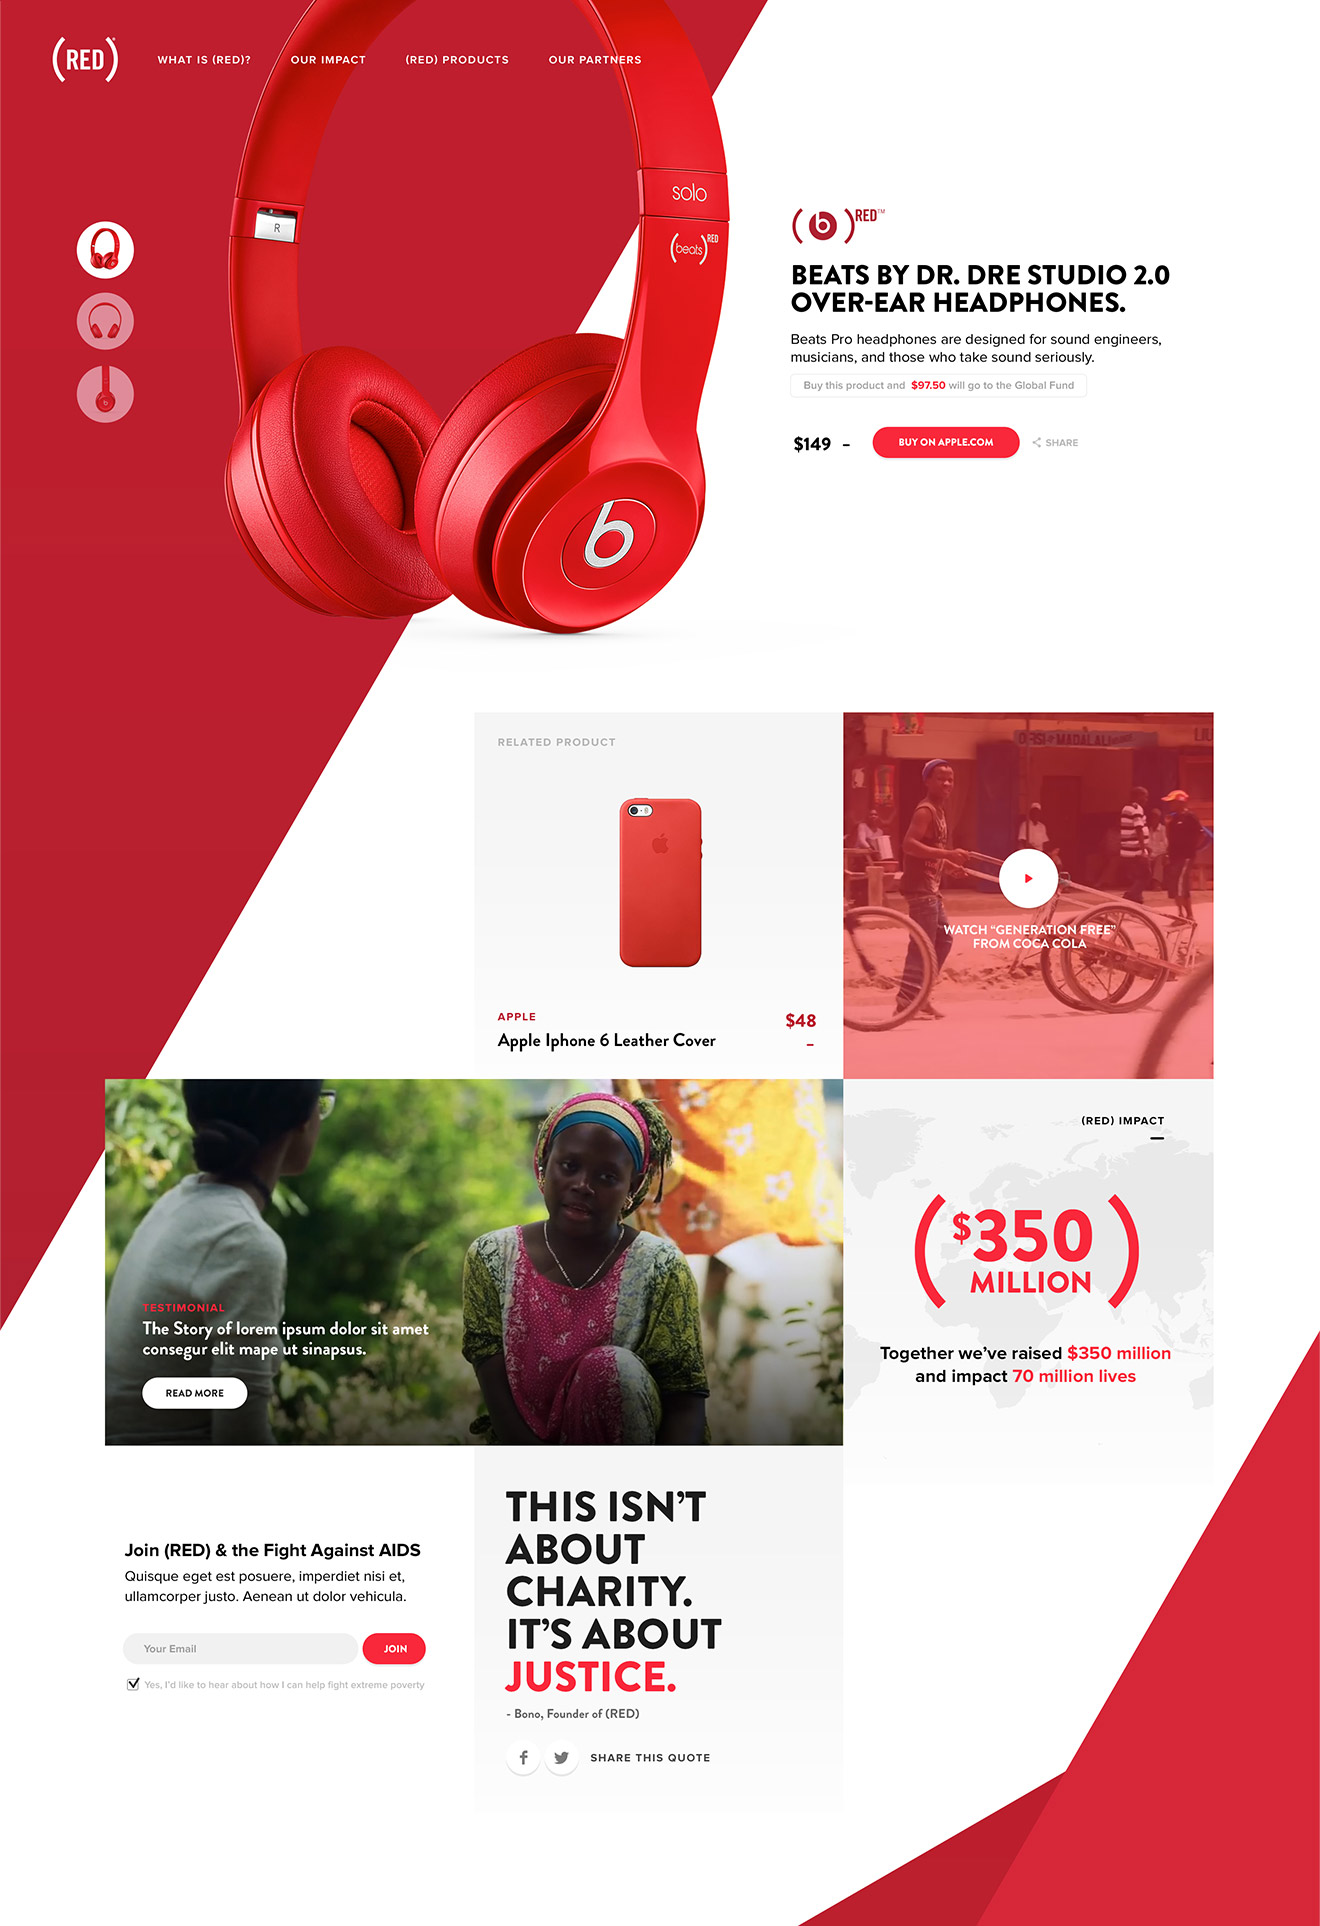 (RED)
WHAT IS (RED)?
OUR IMPACT
(RED) PRODUCTS
OUR PARTNERS
R
solo
(beats)RED
(b)RED™
BEATS BY DR. DRE STUDIO 2.0
OVER-EAR HEADPHONES.
Beats Pro headphones are designed for sound engineers,
musicians, and those who take sound seriously.
Buy this product and $97.50 will go to the Global Fund
$149 –
BUY ON APPLE.COM
SHARE
b
RELATED PRODUCT
APPLE
Apple Iphone 6 Leather Cover
$48
–
WATCH “GENERATION FREE”
FROM COCA COLA
TESTIMONIAL
The Story of lorem ipsum dolor sit amet
consegur elit mape ut sinapsus.
READ MORE
(RED) IMPACT
($350
MILLION)
Together we’ve raised $350 million
and impact 70 million lives
Join (RED) & the Fight Against AIDS
Quisque eget est posuere, imperdiet nisi et,
ullamcorper justo. Aenean ut dolor vehicula.
Your Email
JOIN
Yes, I’d like to hear about how I can help fight extreme poverty
THIS ISN’T
ABOUT
CHARITY.
IT’S ABOUT
JUSTICE.
- Bono, Founder of (RED)
SHARE THIS QUOTE